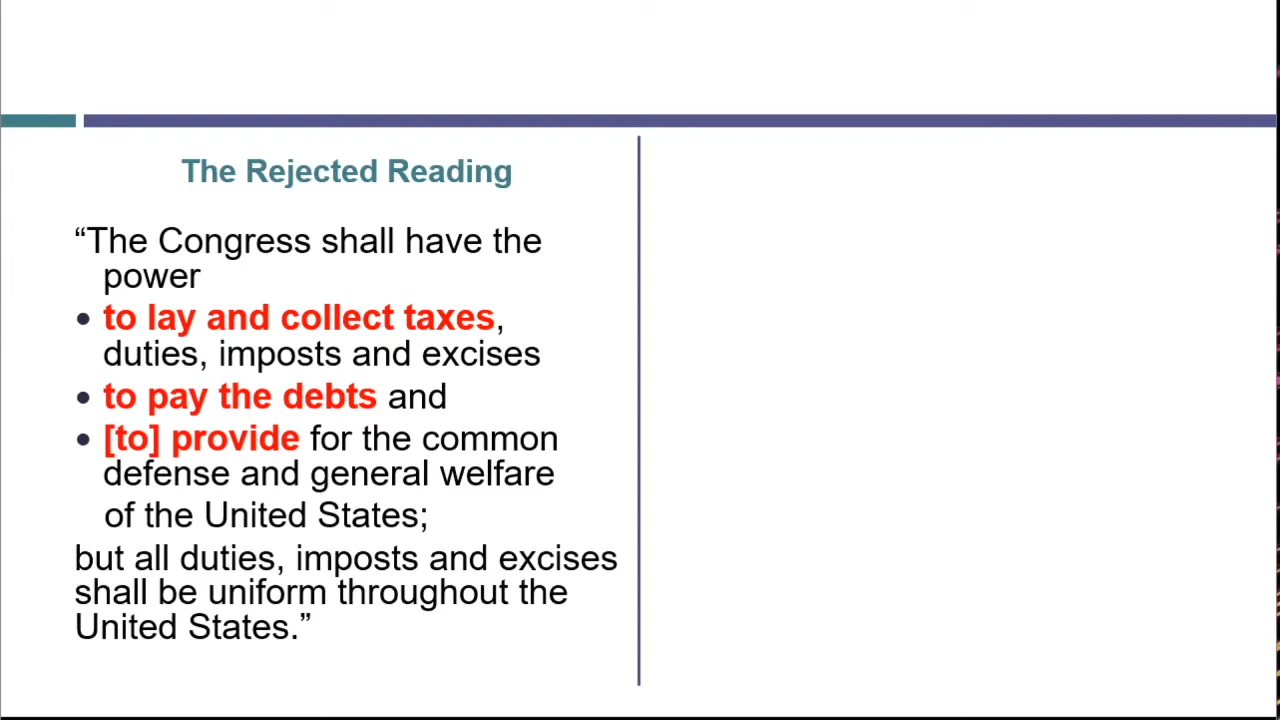 The Rejected Reading
“The Congress shall have the
power
• to lay and collect taxes,
duties, imposts and excises
• to pay the debts and
• [to] provide for the common
defense and general welfare
of the United States;
but all duties, imposts and excises
shall be uniform throughout the
United States.”